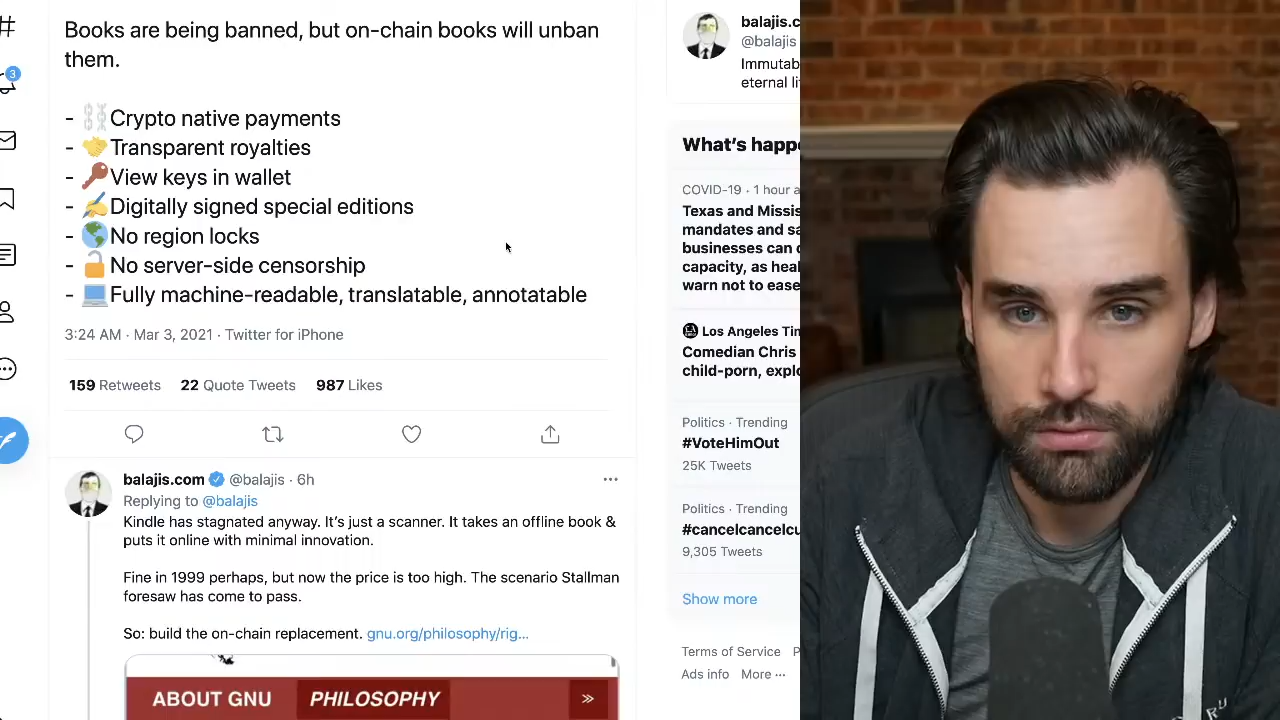 Books are being banned, but on-chain books will unban
them.
- ⛓️Crypto native payments
- 🤝Transparent royalties
- 🔑View keys in wallet
- ✍️Digitally signed special editions
- 🌎No region locks
- 🔓No server-side censorship
- 💻Fully machine-readable, translatable, annotatable
3:24 AM · Mar 3, 2021 · Twitter for iPhone
159 Retweets 22 Quote Tweets 987 Likes
balajis.com @balajis · 6h
Replying to @balajis
Kindle has stagnated anyway. It's just a scanner. It takes an offline book &
puts it online with minimal innovation.
Fine in 1999 perhaps, but now the price is too high. The scenario Stallman
foresaw has come to pass.
So: build the on-chain replacement. gnu.org/philosophy/rig...
ABOUT GNU PHILOSOPHY »
3
balajis.c
@balajis
Immutab
eternal li
What's happ
COVID-19 · 1 hour a
Texas and Missis
mandates and sa
businesses can
capacity, as heal
warn not to ease
Los Angeles Tim
Comedian Chris
child-porn, explo
Politics · Trending
#VoteHimOut
25K Tweets
Politics · Trending
#cancelcancelcu
9,305 Tweets
Show more
Terms of Service P
Ads info More ···